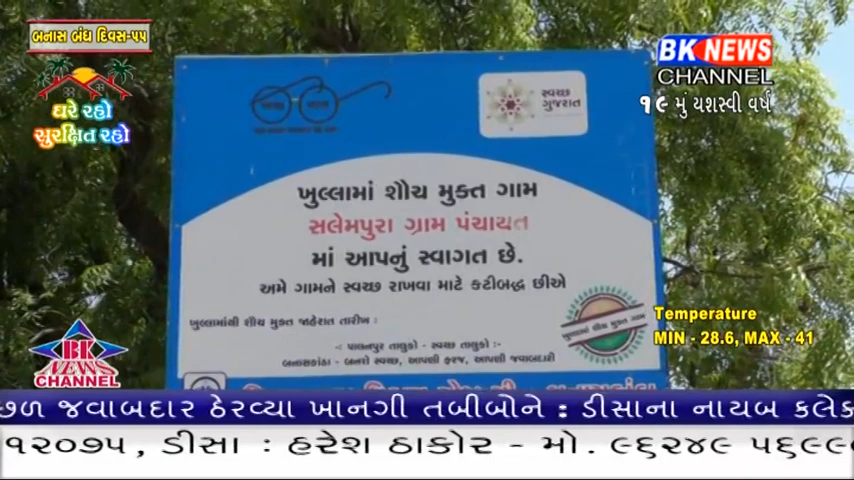 બનાસ બંધ દિવસ-૫૫
ઘરે રહો
સુરક્ષિત રહો
BK NEWS
CHANNEL
૧૯ મું યશસ્વી વર્ષ
સ્વચ્છ
ગુજરાત
ખુલ્લામાં શૌચ મુક્ત ગામ
સલેમપુરા ગ્રામ પંચાયત
માં આપનું સ્વાગત છે.
અમે ગામને સ્વચ્છ રાખવા માટે કટીબદ્ધ છીએ
ખુલ્લામાંથી શૌચ મુક્ત જાહેરાત તારીખ :
ખુલ્લામાં શૌચ મુક્ત ગામ
-: પાલનપુર તાલુકો - સ્વચ્છ તાલુકો :-
બનાસકાંઠા - બનશે સ્વચ્છ, આપણી ફરજ, આપણી જવાબદારી
Temperature
MIN - 28.6, MAX - 41
BK
NEWS
CHANNEL
જવાબદાર ઠેરવ્યા ખાનગી તબીબોને : ડીસાના નાયબ કલેક
૧૨૦૭૫, ડીસા : હરેશ ઠાકોર - મો. ૯૬૨૪૯ ૫૬૯૯૦